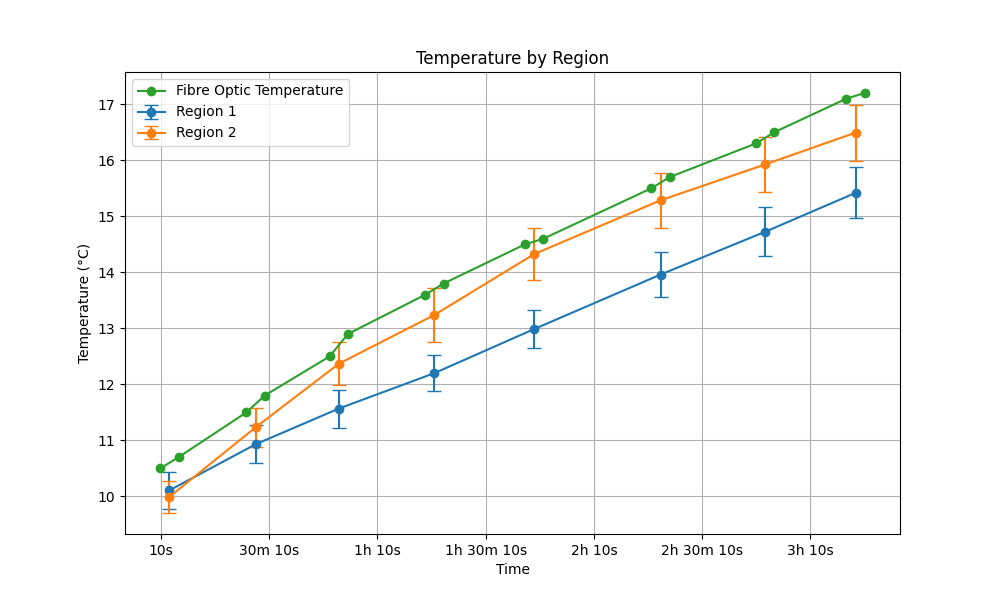 Temperature by Region
Fibre Optic Temperature
Region 1
Region 2
Temperature (°C)
17
16
15
14
13
12
11
10
10s
30m 10s
1h 10s
1h 30m 10s
2h 10s
2h 30m 10s
3h 10s
Time